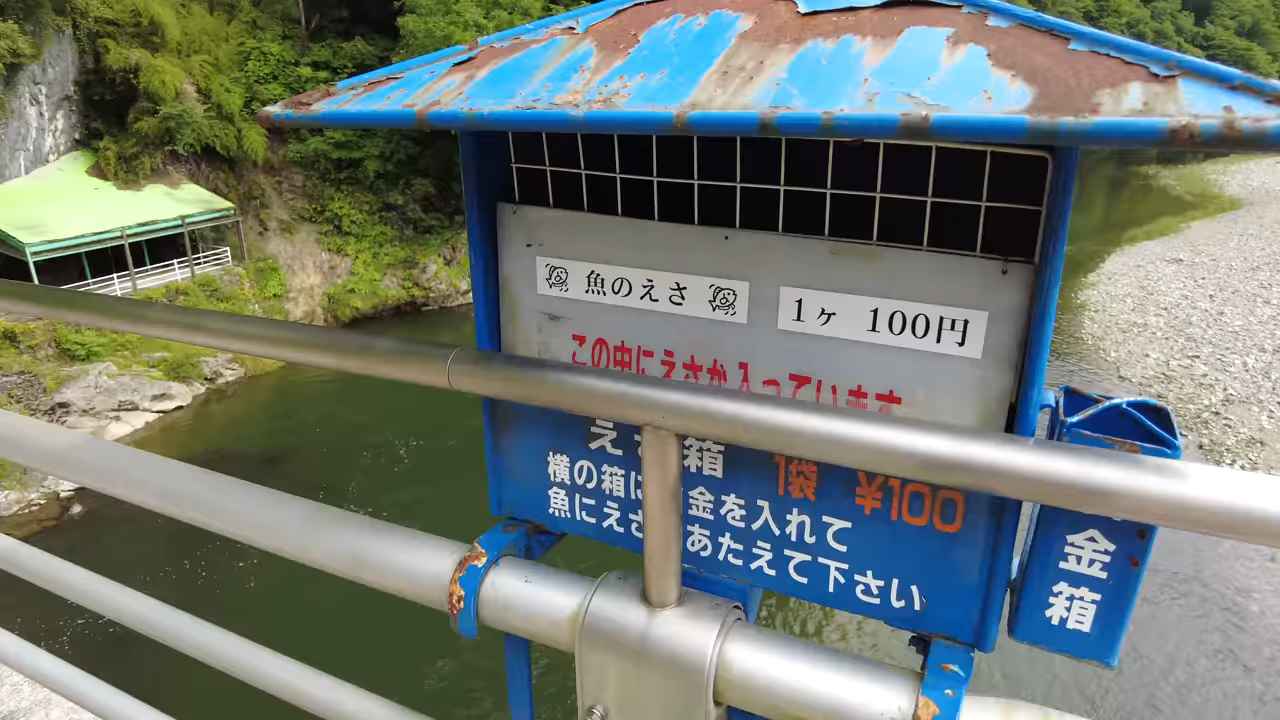 魚のえさ
1ヶ 100円
この中にえさが入っています
えさ箱 1袋 ¥100
横の箱に 金を入れて
魚にえさ あたえて下さい
金箱